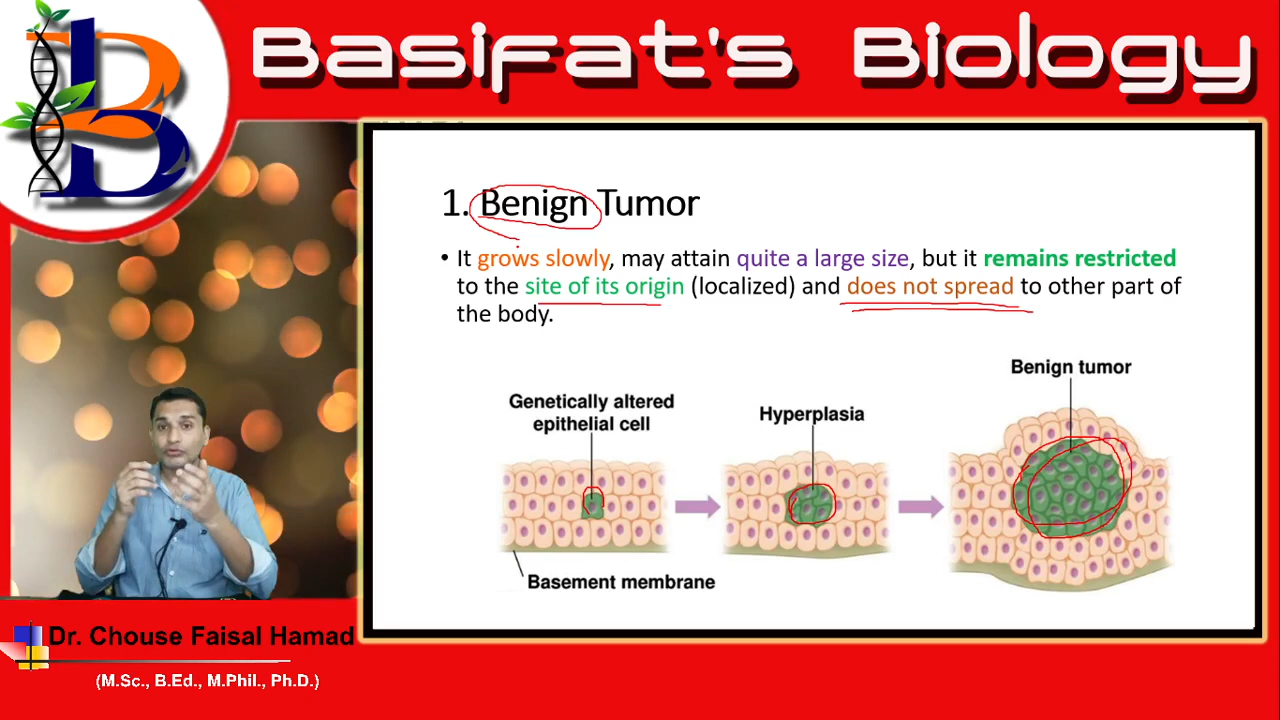 Basifat's Biology
1. Benign Tumor
• It grows slowly, may attain quite a large size, but it remains restricted
to the site of its origin (localized) and does not spread to other part of
the body.
Benign tumor
Genetically altered
epithelial cell
Hyperplasia
Basement membrane
Dr. Chouse Faisal Hamad
(M.Sc., B.Ed., M.Phil., Ph.D.)